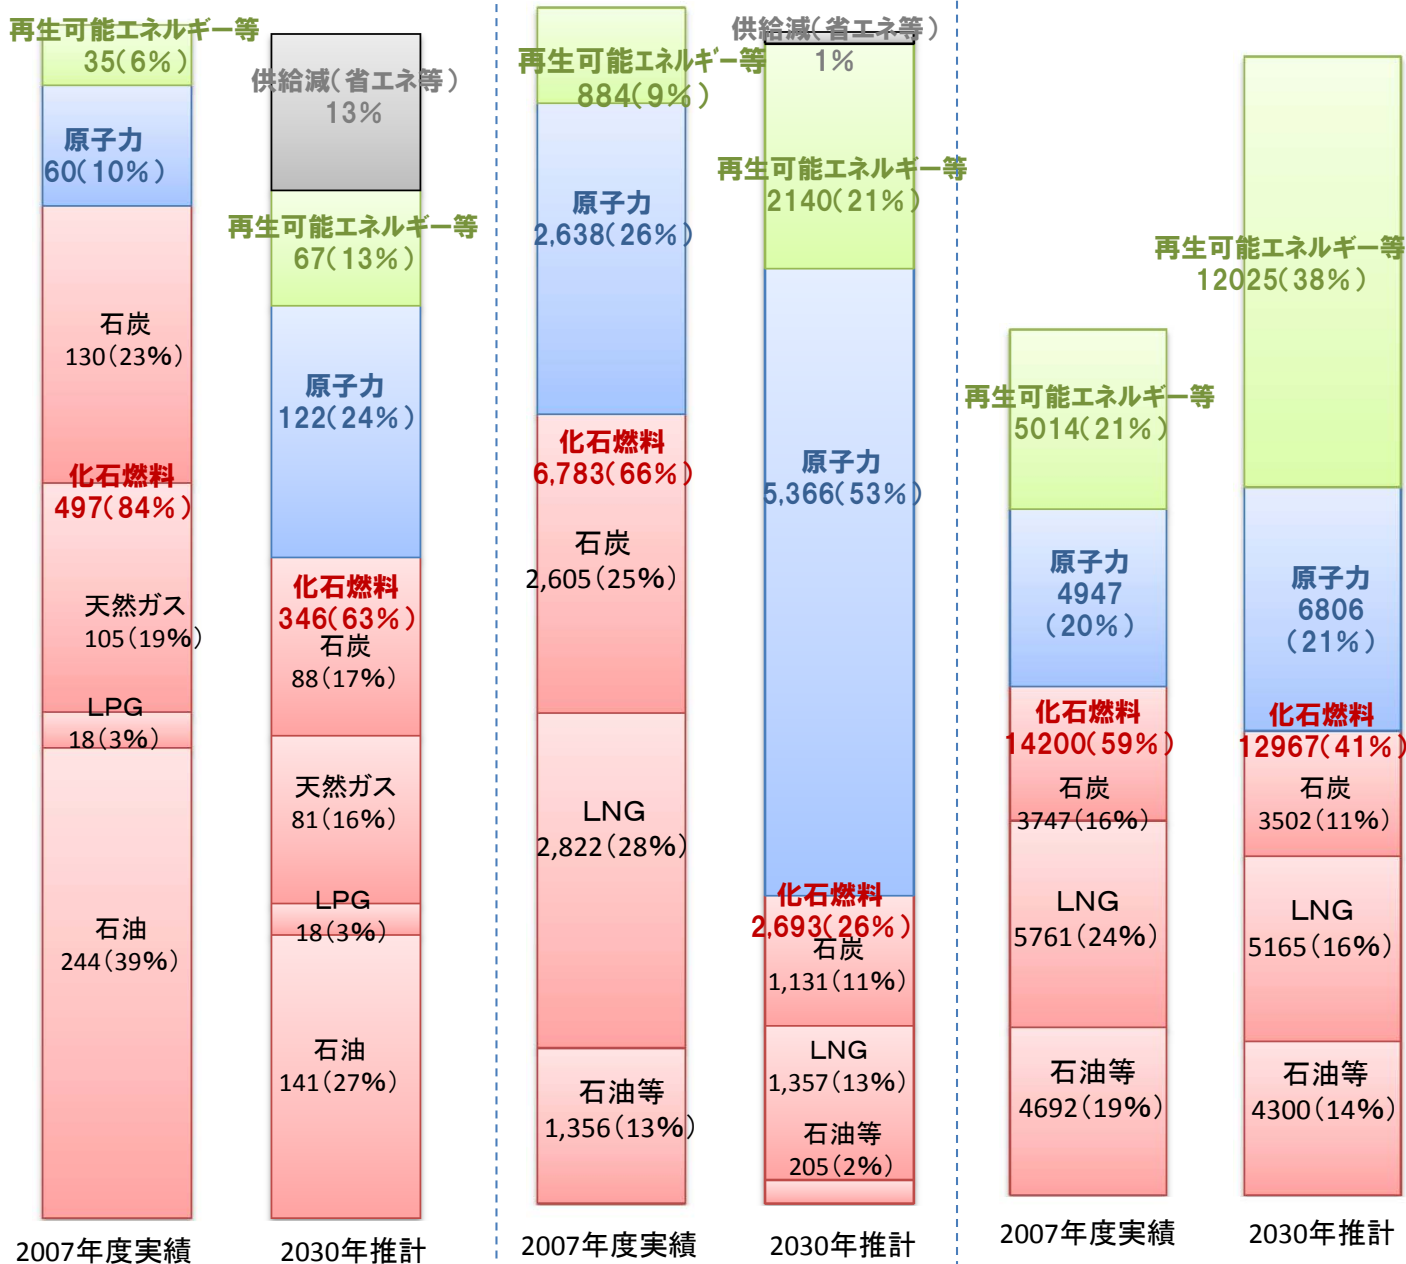 再生可能エネルギー等
35(6%)
原子力
60(10%)
石炭
130(23%)
化石燃料
497(84%)
天然ガス
105(19%)
LPG
18(3%)
石油
244(39%)
2007年度実績
供給減(省エネ等)
13%
再生可能エネルギー等
67(13%)
原子力
122(24%)
化石燃料
346(63%)
石炭
88(17%)
天然ガス
81(16%)
LPG
18(3%)
石油
141(27%)
2030年推計
再生可能エネルギー等
884(9%)
原子力
2,638(26%)
化石燃料
6,783(66%)
石炭
2,605(25%)
LNG
2,822(28%)
石油等
1,356(13%)
2007年度実績
供給減(省エネ等)
1%
再生可能エネルギー等
2140(21%)
原子力
5,366(53%)
化石燃料
2,693(26%)
石炭
1,131(11%)
LNG
1,357(13%)
石油等
205(2%)
2030年推計
再生可能エネルギー等
5014(21%)
原子力
4947
(20%)
化石燃料
14200(59%)
石炭
3747(16%)
LNG
5761(24%)
石油等
4692(19%)
2007年度実績
再生可能エネルギー等
12025(38%)
原子力
6806
(21%)
化石燃料
12967(41%)
石炭
3502(11%)
LNG
5165(16%)
石油等
4300(14%)
2030年推計